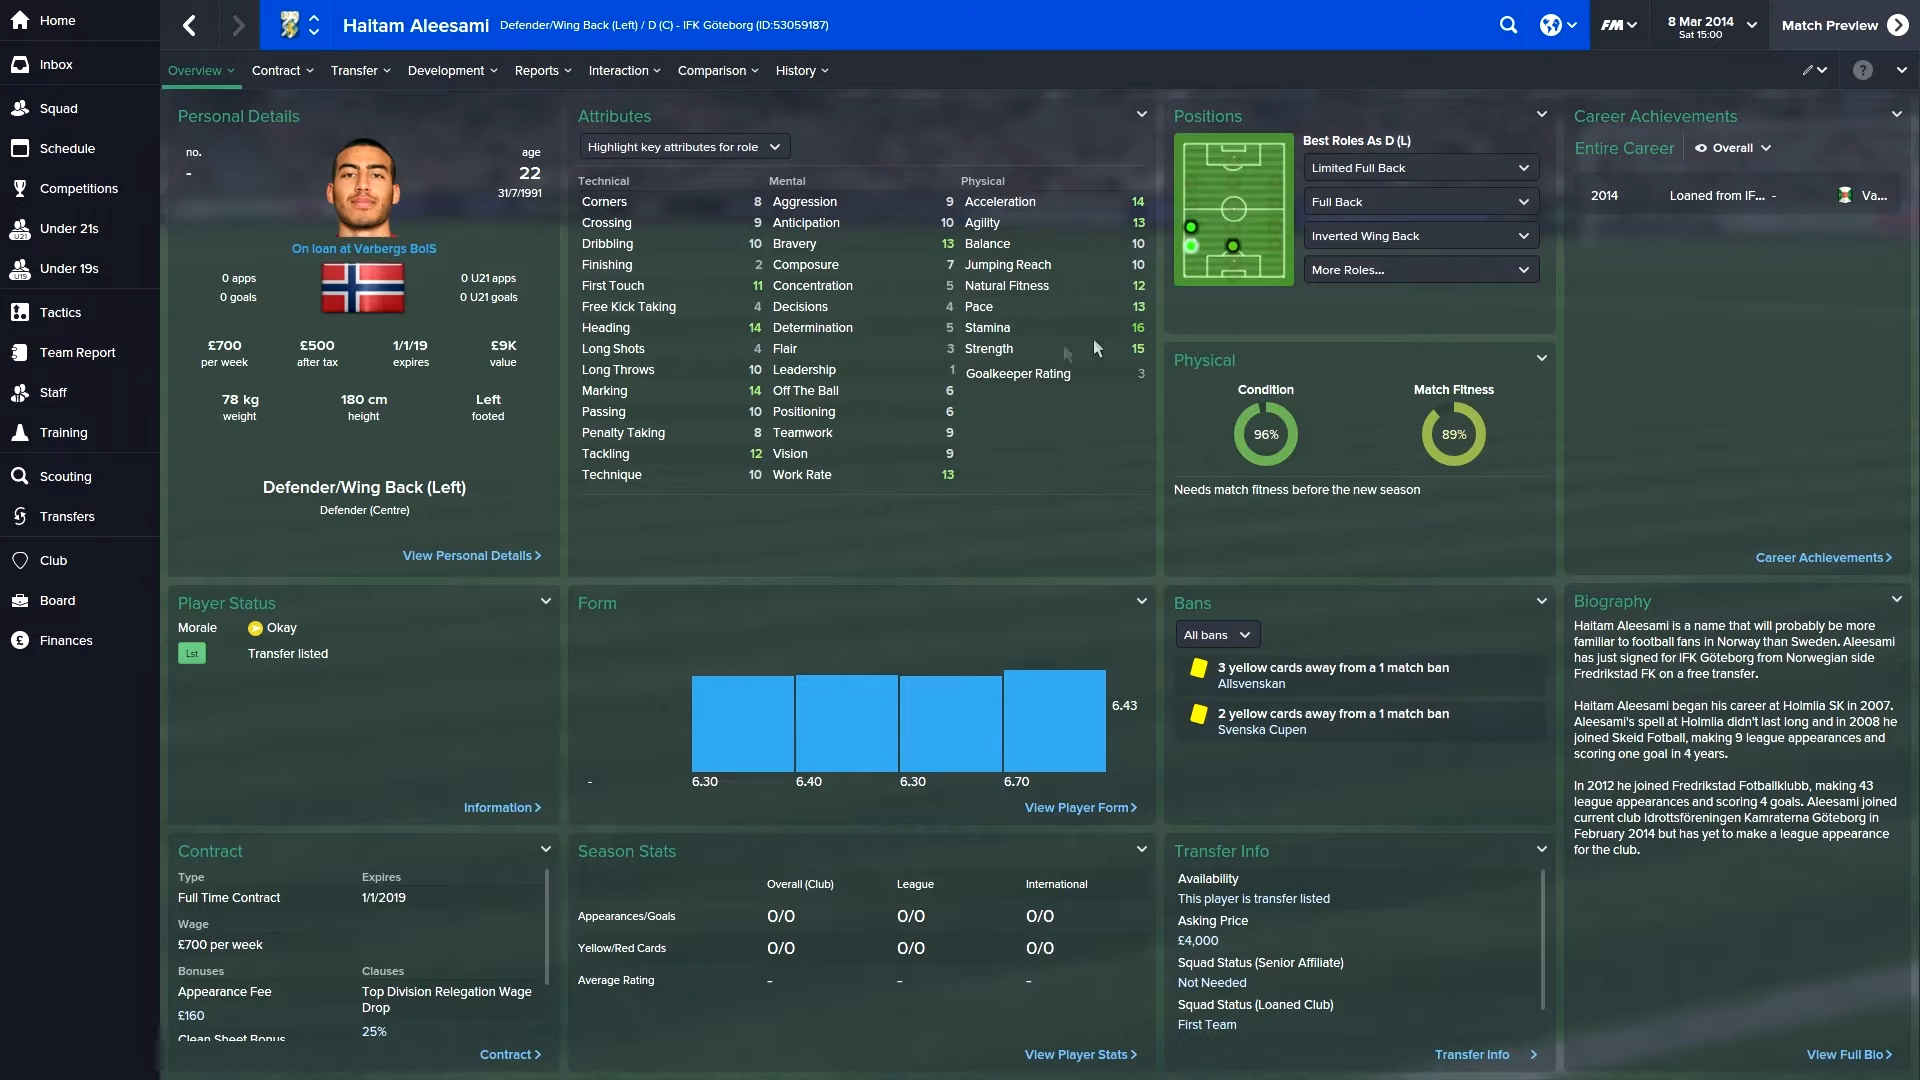 Home
Inbox
Squad
Schedule
Competitions
U21
Under 21s
U19
Under 19s
Tactics
Team Report
Staff
Training
Scouting
Transfers
Club
Board
Finances
Haitam Aleesami Defender/Wing Back (Left) / D (C) - IFK Göteborg (ID:53059187)
FM
8 Mar 2014
Sat 15:00
Match Preview
Overview Contract Transfer Development Reports Interaction Comparison History
?
Personal Details
no.
-
age
22
31/7/1991
On loan at Varbergs BoIS
0 apps
0 goals
0 U21 apps
0 U21 goals
£700 £500 1/1/19 £9K
per week after tax expires value
78 kg 180 cm Left
weight height footed
Defender/Wing Back (Left)
Defender (Centre)
View Personal Details >
Attributes
Highlight key attributes for role
Technical Mental Physical
Corners 8 Aggression 9 Acceleration 14
Crossing 9 Anticipation 10 Agility 13
Dribbling 10 Bravery 13 Balance 10
Finishing 2 Composure 7 Jumping Reach 10
First Touch 11 Concentration 5 Natural Fitness 12
Free Kick Taking 4 Decisions 4 Pace 13
Heading 14 Determination 5 Stamina 16
Long Shots 4 Flair 3 Strength 15
Long Throws 10 Leadership 1 Goalkeeper Rating 3
Marking 14 Off The Ball 6
Passing 10 Positioning 6
Penalty Taking 8 Teamwork 9
Tackling 12 Vision 9
Technique 10 Work Rate 13
Positions
Best Roles As D (L)
Limited Full Back
Full Back
Inverted Wing Back
More Roles...
Physical
Condition Match Fitness
96% 89%
Needs match fitness before the new season
Career Achievements
Entire Career Overall
2014 Loaned from IF... - Va...
Career Achievements >
Player Status
Morale Okay
Lst Transfer listed
Information >
Form
6.43
- 6.30 6.40 6.30 6.70
View Player Form >
Bans
All bans
3 yellow cards away from a 1 match ban
Allsvenskan
2 yellow cards away from a 1 match ban
Svenska Cupen
Biography
Haitam Aleesami is a name that will probably be more
familiar to football fans in Norway than Sweden. Aleesami
has just signed for IFK Göteborg from Norwegian side
Fredrikstad FK on a free transfer.
Haitam Aleesami began his career at Holmlia SK in 2007.
Aleesami's spell at Holmlia didn't last long and in 2008 he
joined Skeid Fotball, making 9 league appearances and
scoring one goal in 4 years.
In 2012 he joined Fredrikstad Fotballklubb, making 43
league appearances and scoring 4 goals. Aleesami joined
current club Idrottsföreningen Kamraterna Göteborg in
February 2014 but has yet to make a league appearance
for the club.
View Full Bio >
Contract
Type Expires
Full Time Contract 1/1/2019
Wage
£700 per week
Bonuses Clauses
Appearance Fee Top Division Relegation Wage
Drop
£160
25%
Clean Sheet Bonus
Contract >
Season Stats
Overall (Club) League International
Appearances/Goals 0/0 0/0 0/0
Yellow/Red Cards 0/0 0/0 0/0
Average Rating - - -
View Player Stats >
Transfer Info
Availability
This player is transfer listed
Asking Price
£4,000
Squad Status (Senior Affiliate)
Not Needed
Squad Status (Loaned Club)
First Team
Transfer Info >